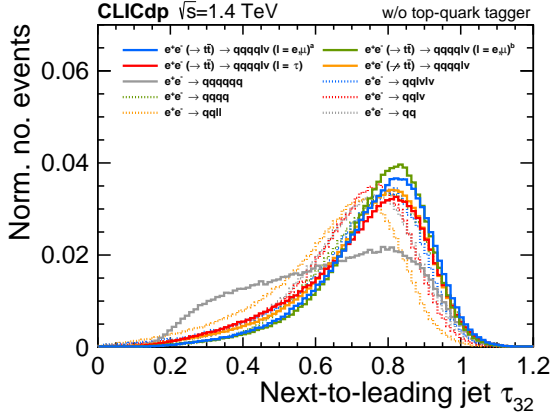 CLICdp √s=1.4 TeV w/o top-quark tagger
e⁺e⁻ (→ tt̄) → qqqqlν (l = e,μ)ᵃ
e⁺e⁻ (→ tt̄) → qqqqlν (l = e,μ)ᵇ
e⁺e⁻ (→ tt̄) → qqqqlν (l = τ)
e⁺e⁻ (↛ tt̄) → qqqqlν
e⁺e⁻ → qqqqqq
e⁺e⁻ → qqlνlν
e⁺e⁻ → qqqq
e⁺e⁻ → qqlν
e⁺e⁻ → qqll
e⁺e⁻ → qq
Norm. no. events
0.06
0.04
0.02
0
0 0.2 0.4 0.6 0.8 1 1.2
Next-to-leading jet τ₃₂